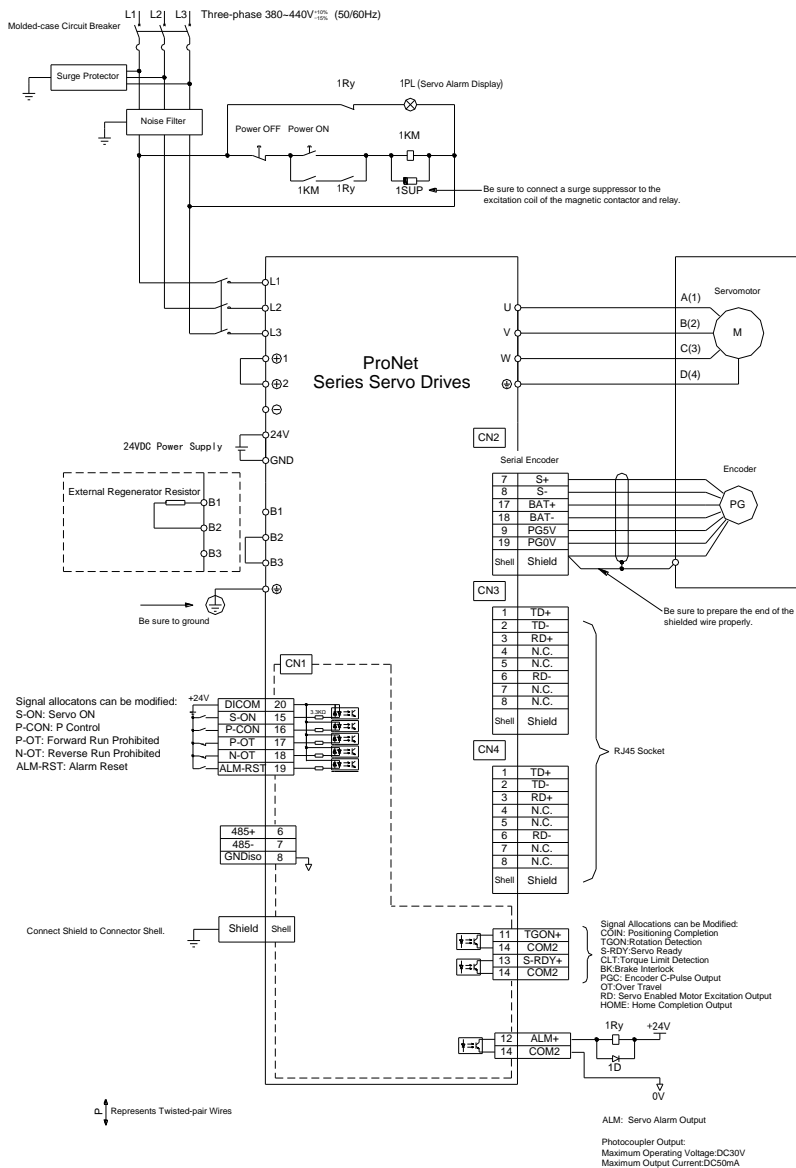 L1 L2 L3 Three-phase 380~440V +10% -15% (50/60Hz)
Molded-case Circuit Breaker
Surge Protector
Noise Filter
1Ry 1PL (Servo Alarm Display)
Power OFF Power ON 1KM
1KM 1Ry 1SUP
Be sure to connect a surge suppressor to the
excitation coil of the magnetic contactor and relay.
L1
L2
L3
⊕1
⊕2
⊖
24V
24VDC Power Supply
GND
ProNet
Series Servo Drives
U
V
W
A(1)
B(2)
C(3)
D(4)
Servomotor
M
External Regenerator Resistor
B1
B2
B3
B1
B2
B3
Be sure to ground
CN2
Serial Encoder
7 S+
8 S-
17 BAT+
18 BAT-
9 PG5V
19 PG0V
Shell Shield
Encoder
PG
Be sure to prepare the end of the
shielded wire properly.
CN3
1 TD+
2 TD-
3 RD+
4 N.C.
5 N.C.
6 RD-
7 N.C.
8 N.C.
Shell Shield
CN4
1 TD+
2 TD-
3 RD+
4 N.C.
5 N.C.
6 RD-
7 N.C.
8 N.C.
Shell Shield
RJ45 Socket
CN1
Signal allocatons can be modified:
S-ON: Servo ON
P-CON: P Control
P-OT: Forward Run Prohibited
N-OT: Reverse Run Prohibited
ALM-RST: Alarm Reset
+24V
DICOM 20
S-ON 15
P-CON 16
P-OT 17
N-OT 18
ALM-RST 19
3.3KΩ
485+ 6
485- 7
GNDiso 8
Connect Shield to Connector Shell.
Shield Shell
11 TGON+
14 COM2
13 S-RDY+
14 COM2
Signal Allocations can be Modified:
COIN: Positioning Completion
TGON:Rotation Detection
S-RDY:Servo Ready
CLT:Torque Limit Detection
BK:Brake Interlock
PGC: Encoder C-Pulse Output
OT:Over Travel
RD: Servo Enabled Motor Excitation Output
HOME: Home Completion Output
12 ALM+
14 COM2
1Ry +24V
1D
0V
ALM: Servo Alarm Output
Photocoupler Output:
Maximum Operating Voltage:DC30V
Maximum Output Current:DC50mA
P Represents Twisted-pair Wires